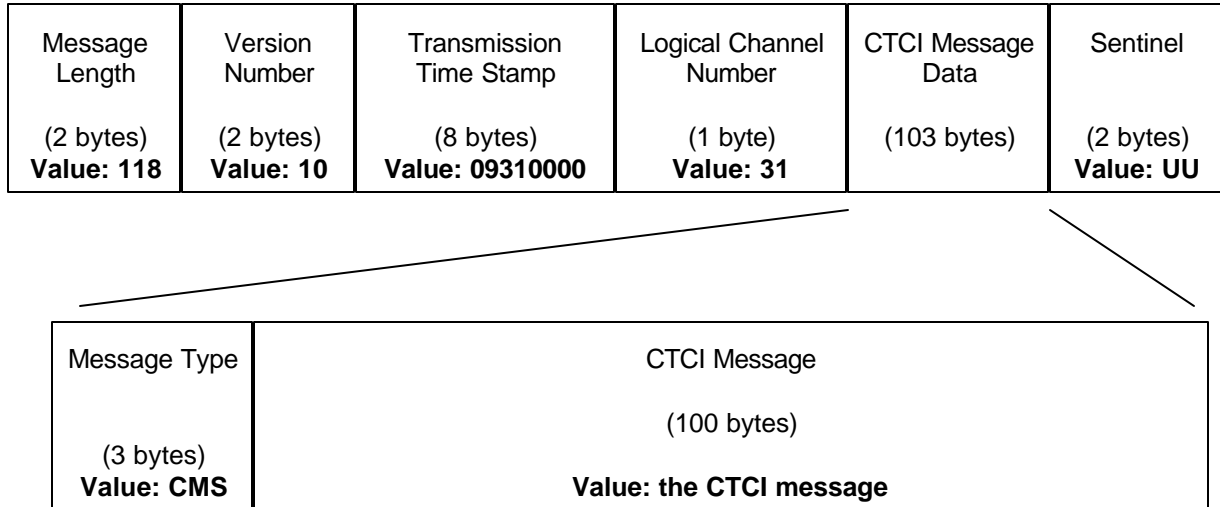 Message Length
(2 bytes)
Value: 118
Version Number
(2 bytes)
Value: 10
Transmission Time Stamp
(8 bytes)
Value: 09310000
Logical Channel Number
(1 byte)
Value: 31
CTCI Message Data
(103 bytes)
Sentinel
(2 bytes)
Value: UU
Message Type
(3 bytes)
Value: CMS
CTCI Message
(100 bytes)
Value: the CTCI message